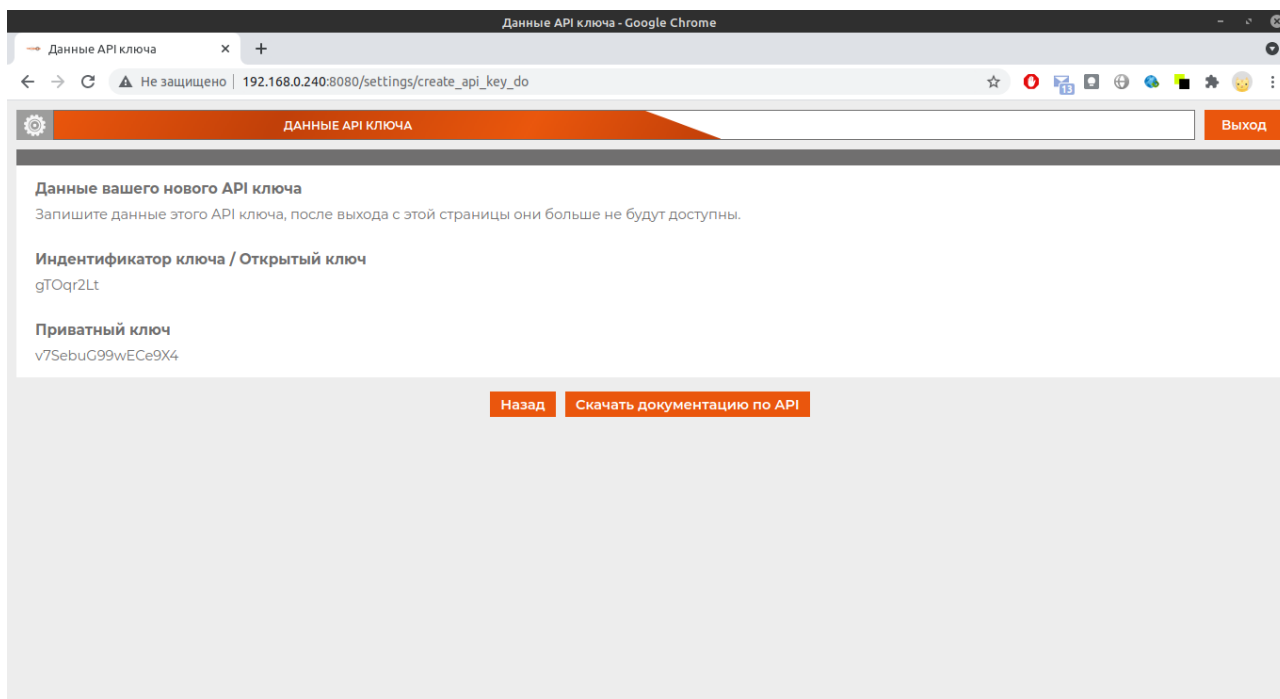 Данные API ключа - Google Chrome
Данные API ключа
Не защищено | 192.168.0.240:8080/settings/create_api_key_do
13
ДАННЫЕ API КЛЮЧА
Выход
Данные вашего нового API ключа
Запишите данные этого API ключа, после выхода с этой страницы они больше не будут доступны.
Индентификатор ключа / Открытый ключ
gTOqr2Lt
Приватный ключ
v7SebuG99wECe9X4
Назад
Скачать документацию по API